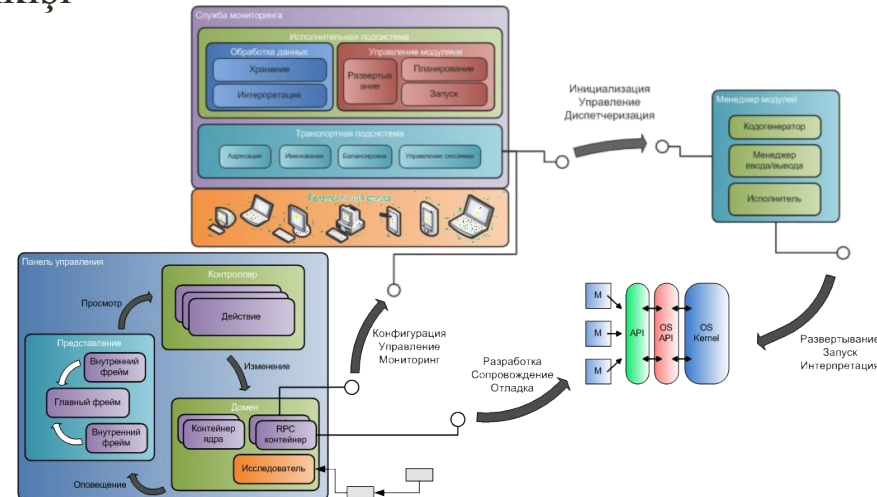 Служба мониторинга
Исполнительная подсистема
Обработка данных
Хранение
Интерпретация
Управление модулями
Развертыв
ание
Планирование
Запуск
Транспортная подсистема
Адресация
Именование
Балансировка
Управление сессиями
Инициализация
Управление
Диспетчеризация
Менеджер модулей
Кодогенератор
Менеджер
ввода/вывода
Исполнитель
Панель управления
Контроллер
Действие
Просмотр
Представление
Внутренний
фрейм
Главный фрейм
Внутренний
фрейм
Изменение
Домен
Контейнер
ядра
RPC
контейнер
Исследователь
Оповещение
Конфигурация
Управление
Мониторинг
Разработка
Сопровождение
Отладка
M
M
M
API
OS
API
OS
Kernel
Развертывание
Запуск
Интерпретация